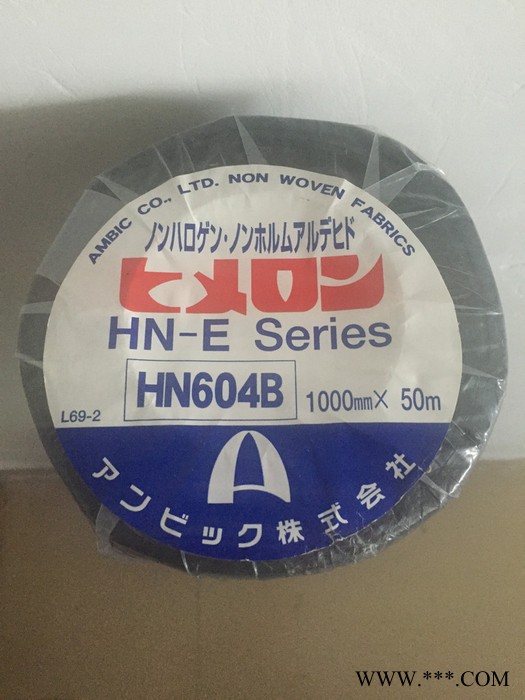 AMBIC CO., LTD. NON WOVEN FABRICS
ノンハロゲン・ノンホルムアルデヒド
ヒメロン
HN-E Series
HN604B
1000mm× 50m
L69-2
アンビック株式会社
WWW.***.COM